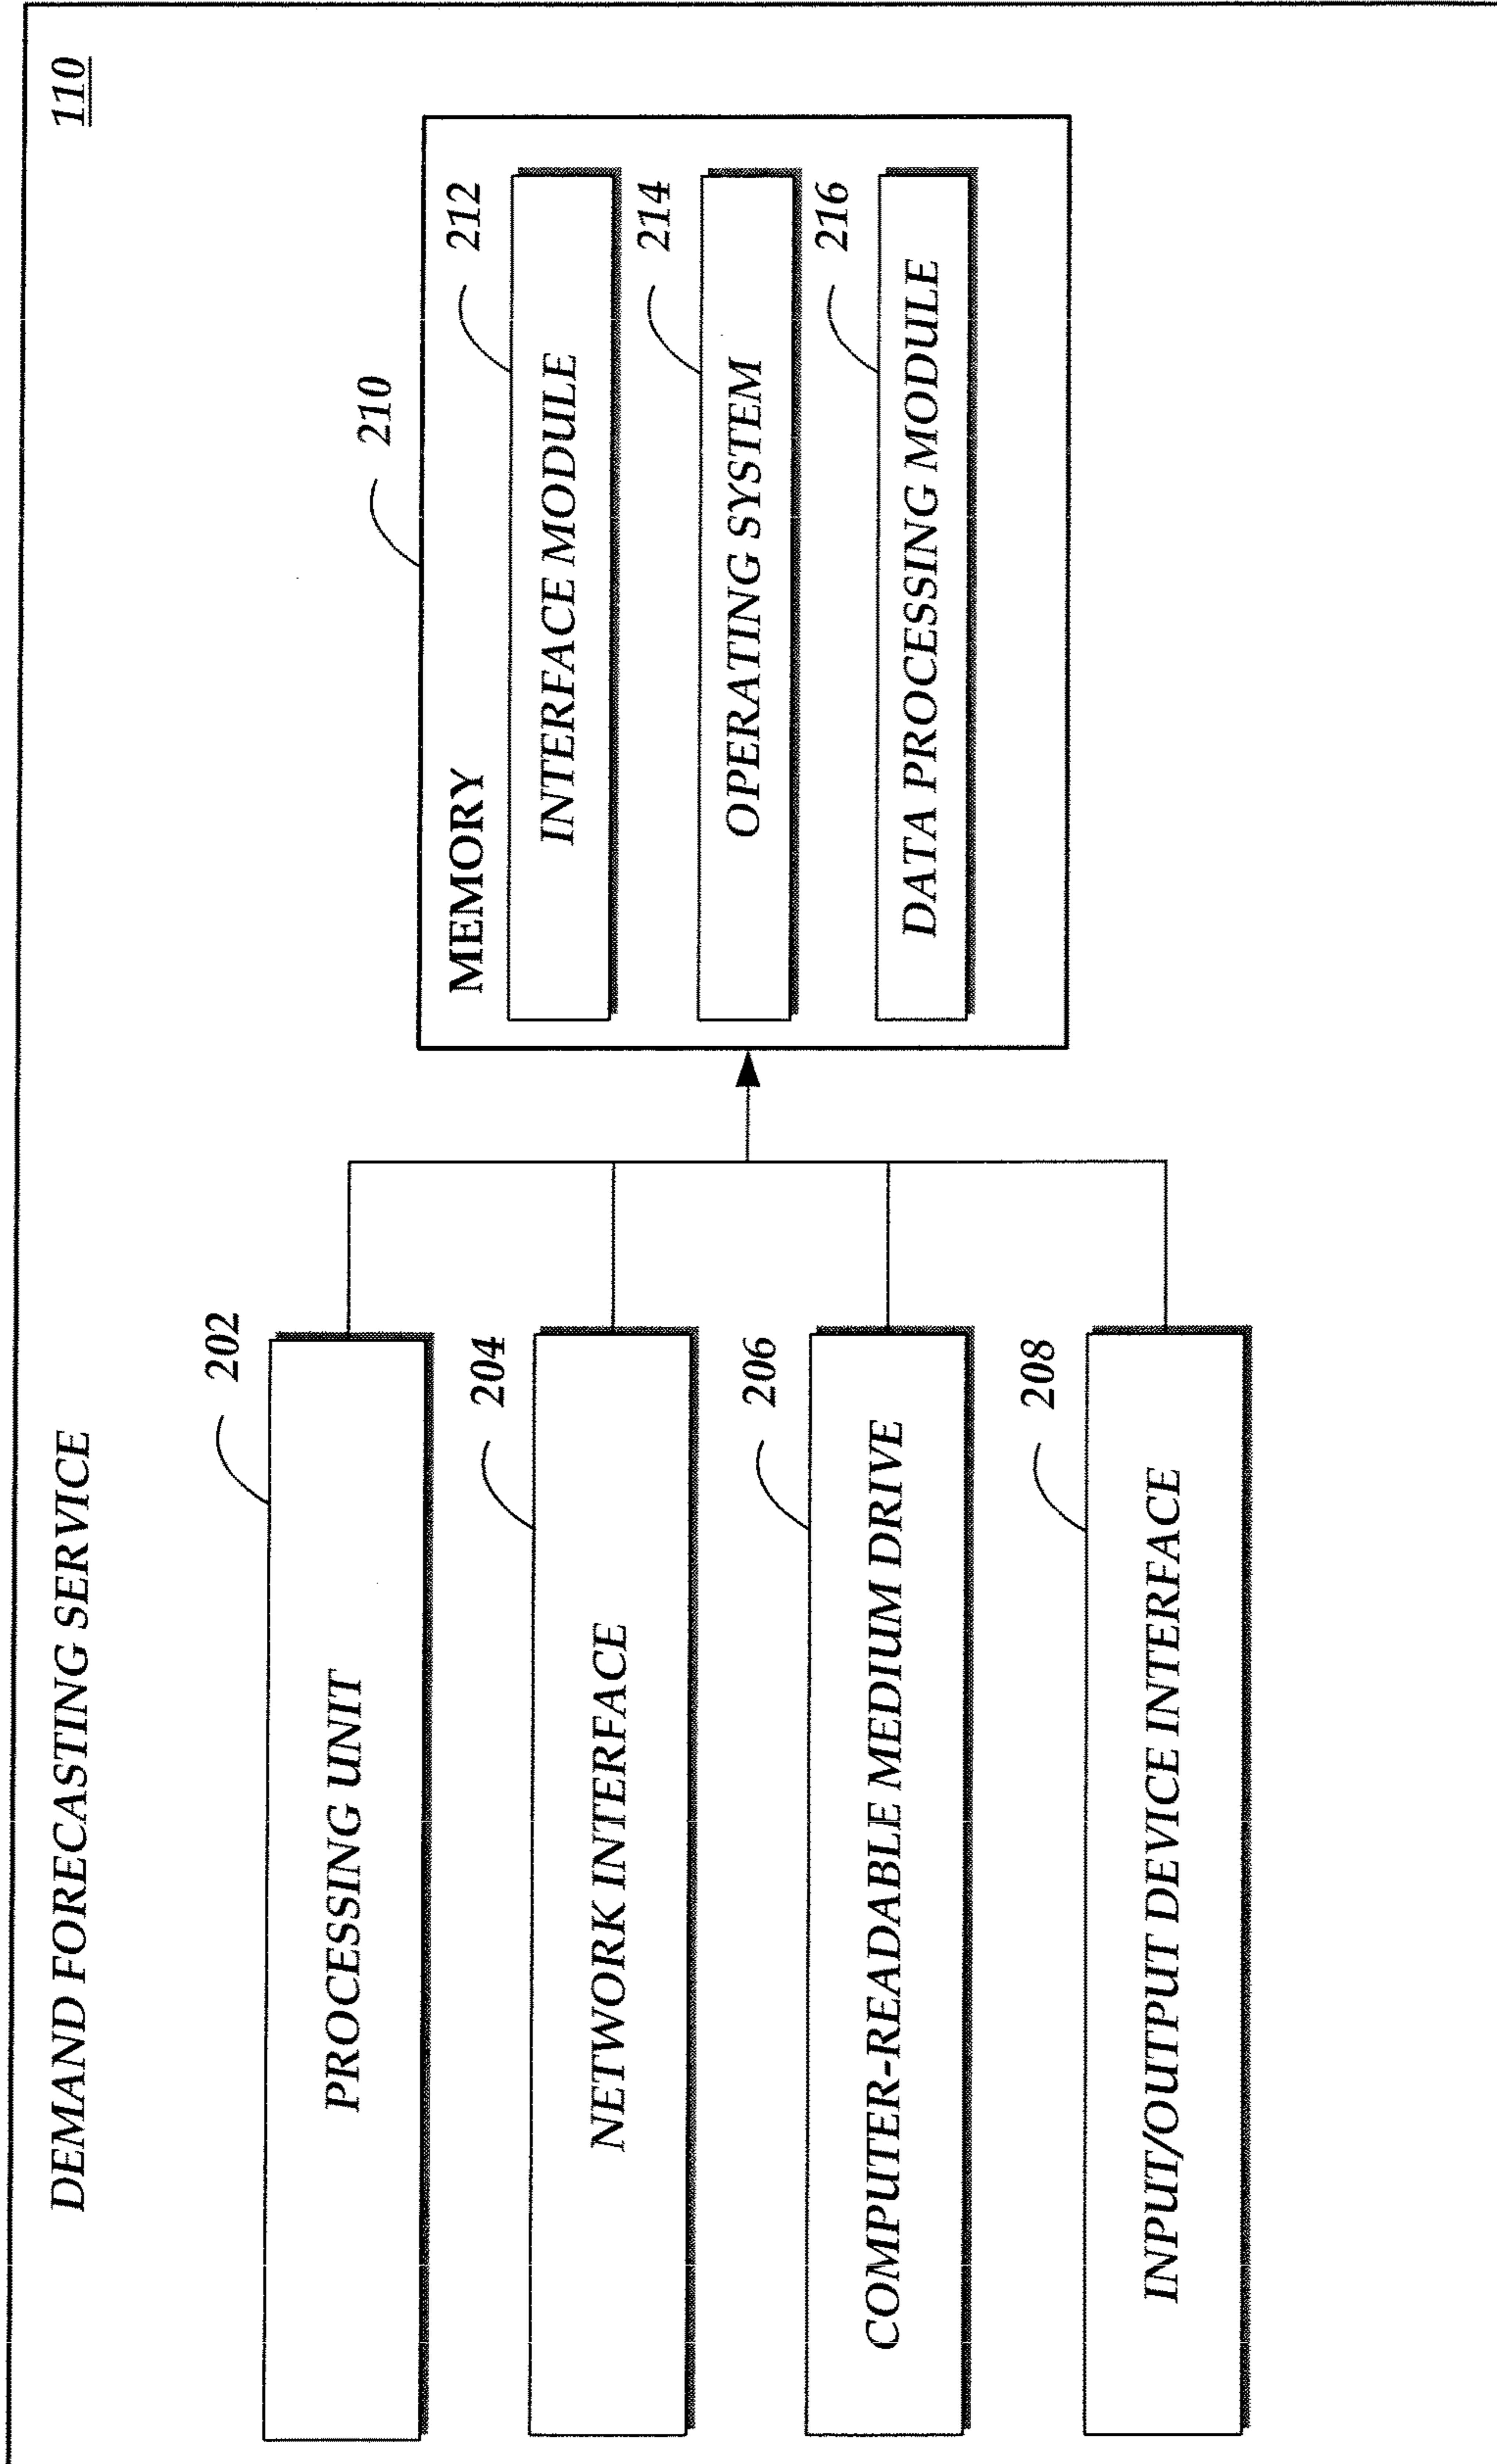 DEMAND FORECASTING SERVICE
110
202
PROCESSING UNIT
204
NETWORK INTERFACE
206
COMPUTER-READABLE MEDIUM DRIVE
208
INPUT/OUTPUT DEVICE INTERFACE
210
MEMORY
212
INTERFACE MODULE
214
OPERATING SYSTEM
216
DATA PROCESSING MODULE